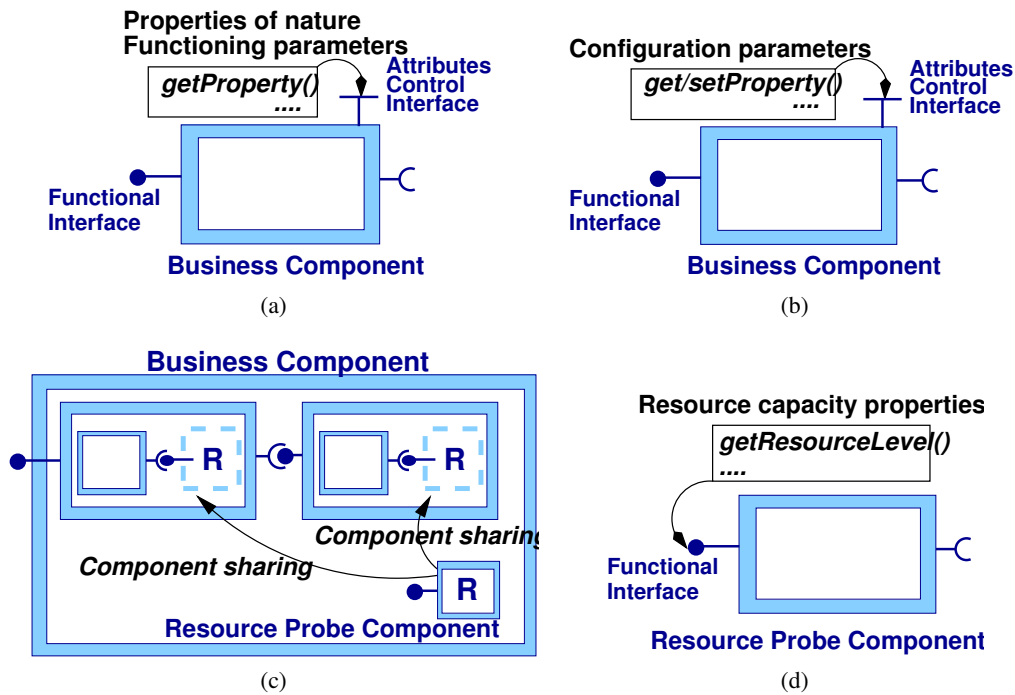 Properties of nature
Functioning parameters
getProperty()
....
Attributes
Control
Interface
Functional
Interface
Business Component
(a)
Configuration parameters
get/setProperty()
....
Attributes
Control
Interface
Functional
Interface
Business Component
(b)
Business Component
R
R
Component sharing
Component sharing
R
Resource Probe Component
(c)
Resource capacity properties
getResourceLevel()
....
Functional
Interface
Resource Probe Component
(d)